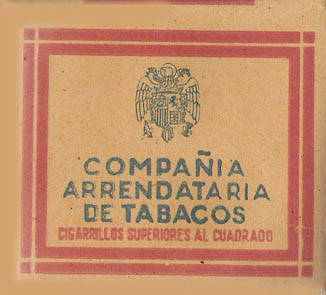 COMPAÑIA
ARRENDATARIA
DE TABACOS
CIGARRILLOS SUPERIORES AL CUADRADO